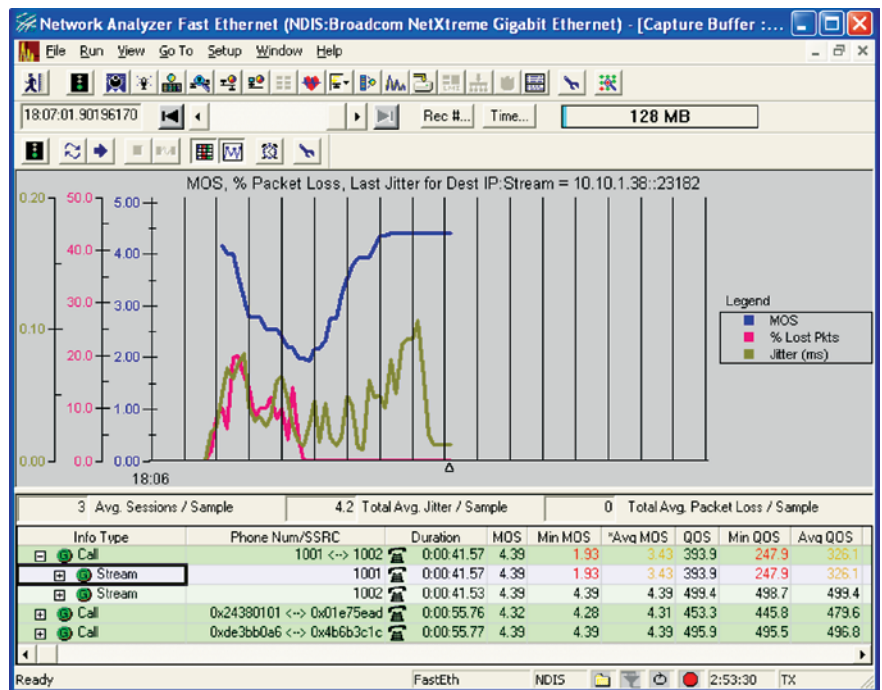 Network Analyzer Fast Ethernet (NDIS:Broadcom NetXtreme Gigabit Ethernet) - [Capture Buffer :...
File Run View Go To Setup Window Help
18:07:01.90196170 Rec #... Time... 128 MB
MOS, % Packet Loss, Last Jitter for Dest IP:Stream = 10.10.1.38::23182
0.20 50.0 5.00
40.0 4.00
30.0 3.00
0.10
20.0 2.00
10.0 1.00
0.00 0.0 0.00
18:06
Legend
MOS
% Lost Pkts
Jitter (ms)
3 Avg. Sessions / Sample 4.2 Total Avg. Jitter / Sample 0 Total Avg. Packet Loss / Sample
Info Type Phone Num/SSRC Duration MOS Min MOS *Avg MOS QOS Min QOS Avg QOS
G Call 1001 <--> 1002 0:00:41.57 4.39 1.93 3.43 393.9 247.9 326.1
G Stream 1001 0:00:41.57 4.39 1.93 3.43 393.9 247.9 326.1
G Stream 1002 0:00:41.53 4.39 4.39 4.39 499.4 498.7 499.4
G Call 0x24380101 <--> 0x01e75ead 0:00:55.76 4.32 4.28 4.31 453.3 445.8 479.6
G Call 0xde3bb0a6 <--> 0x4b6b3c1c 0:00:55.77 4.39 4.39 4.39 495.9 495.5 496.8
Ready FastEth NDIS 2:53:30 TX